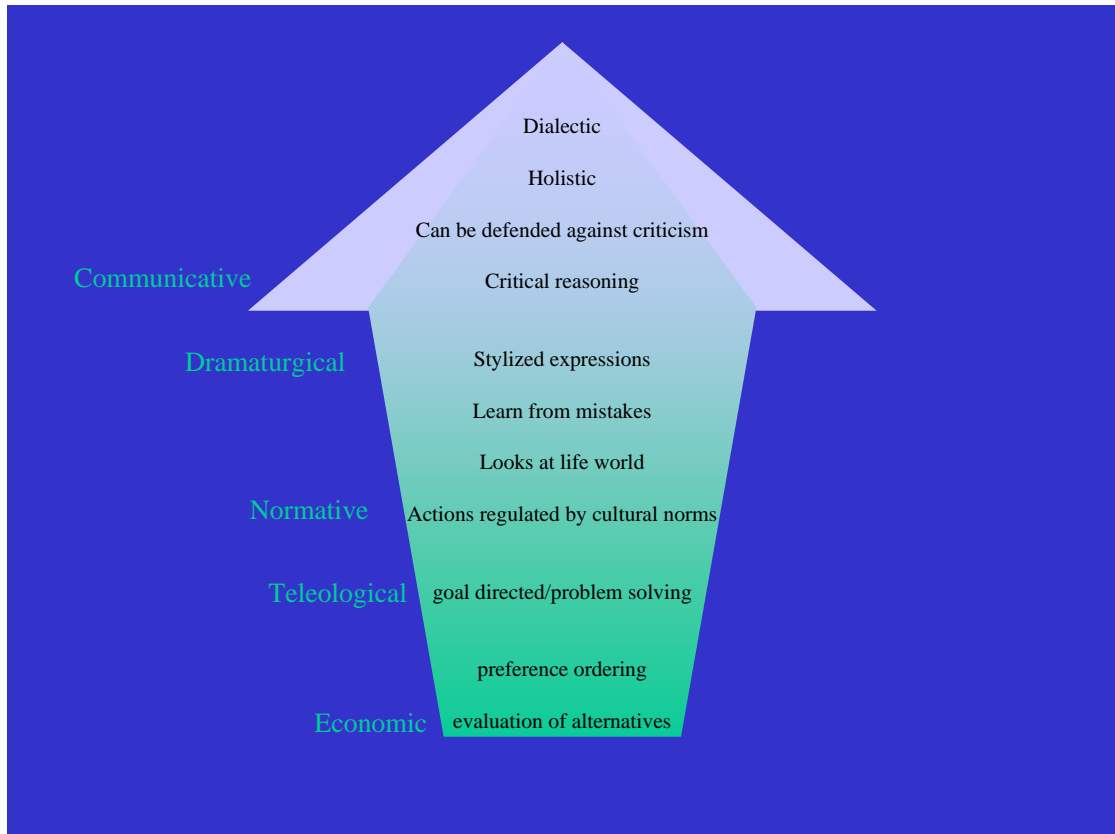 Dialectic
Holistic
Can be defended against criticism
Communicative
Critical reasoning
Dramaturgical
Stylized expressions
Learn from mistakes
Looks at life world
Normative
Actions regulated by cultural norms
Teleological
goal directed/problem solving
preference ordering
Economic
evaluation of alternatives